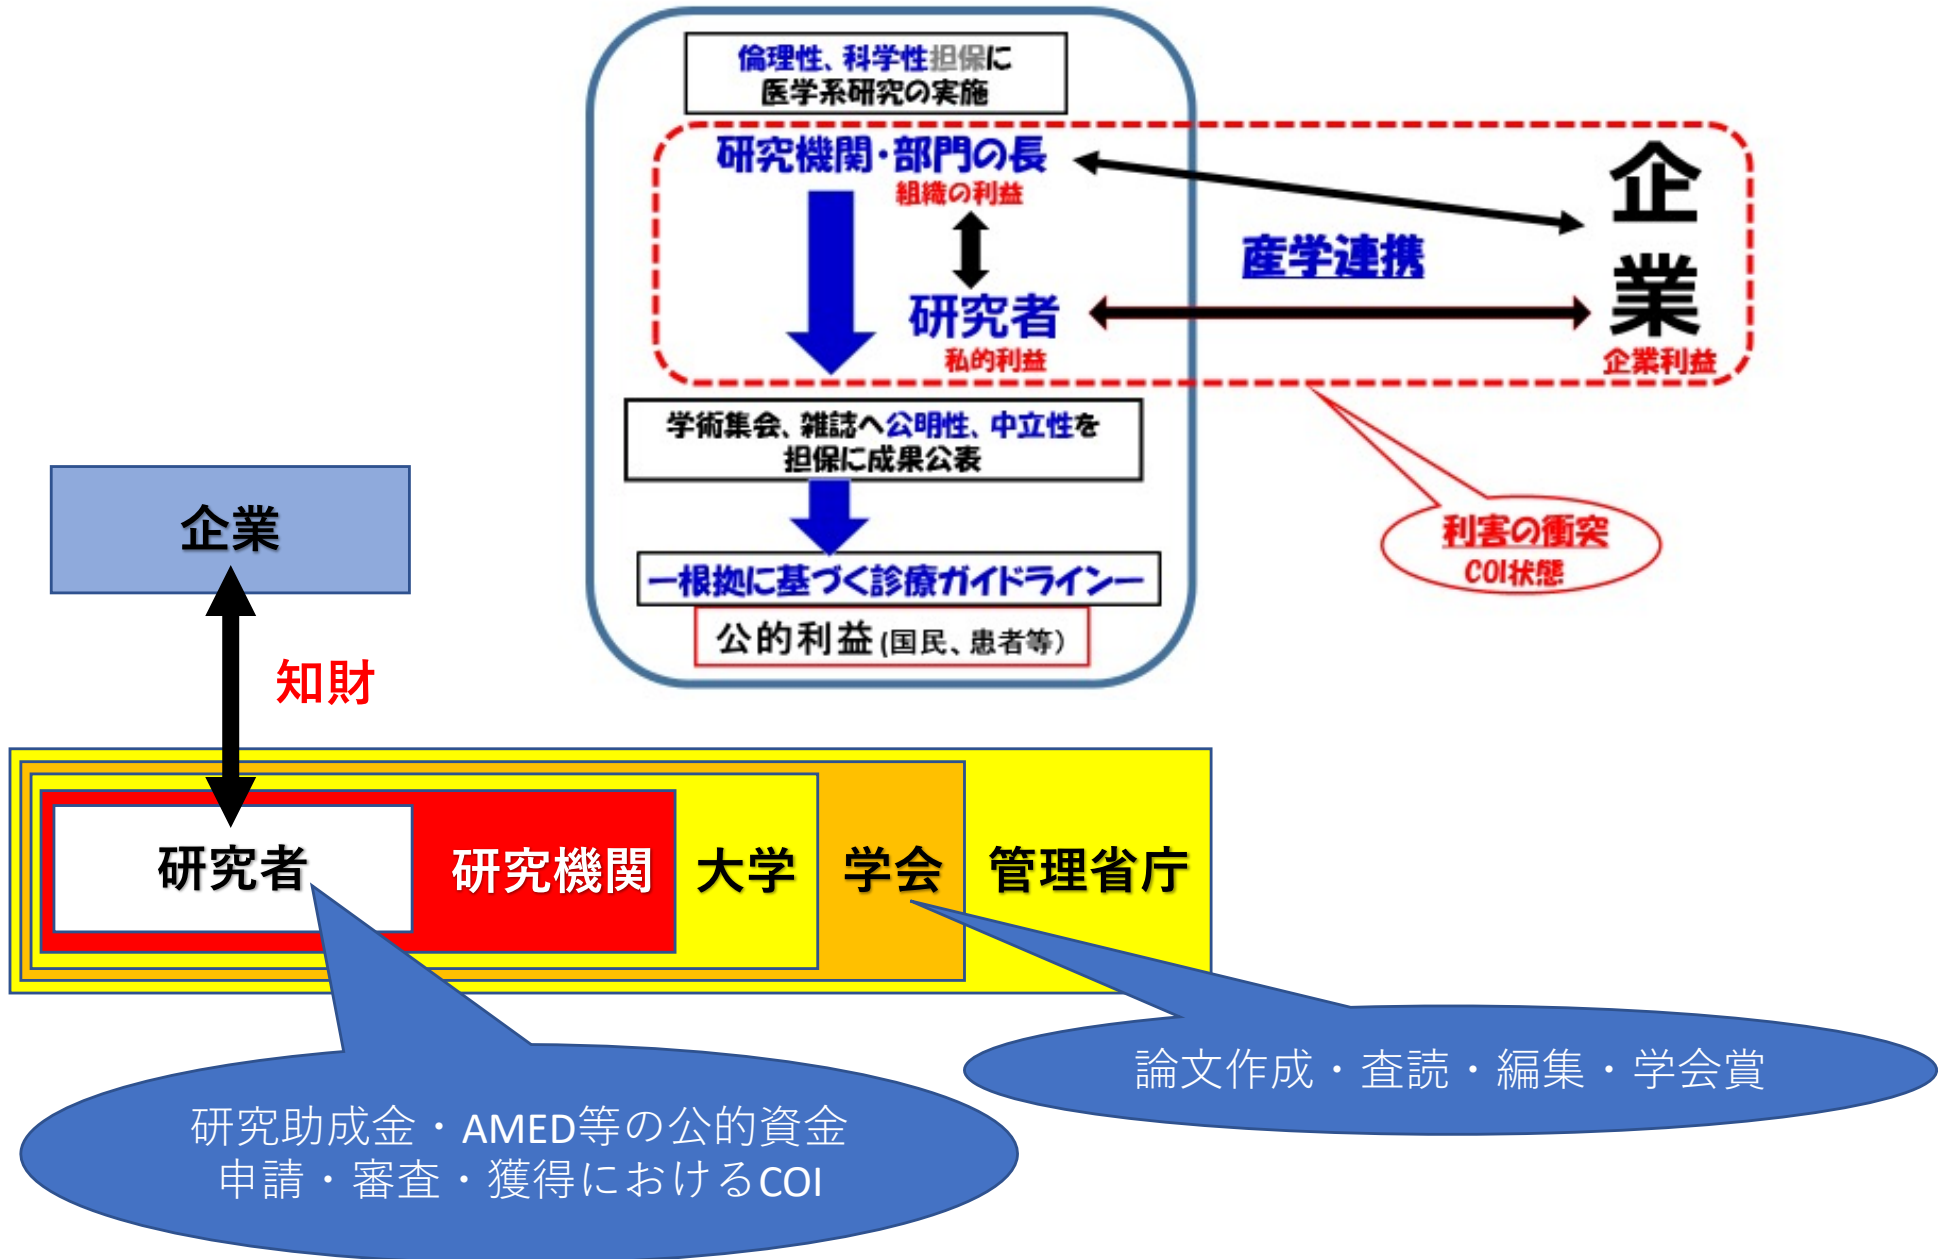 倫理性、科学性担保に
医学系研究の実施
研究機関・部門の長
組織の利益
研究者
私的利益
産学連携
企業
企業利益
学術集会、雑誌へ公明性、中立性を
担保に成果公表
利害の衝突
COI状態
ー根拠に基づく診療ガイドラインー
公的利益(国民、患者等)
企業
知財
研究者
研究機関
大学
学会
管理省庁
論文作成・査読・編集・学会賞
研究助成金・AMED等の公的資金
申請・審査・獲得におけるCOI